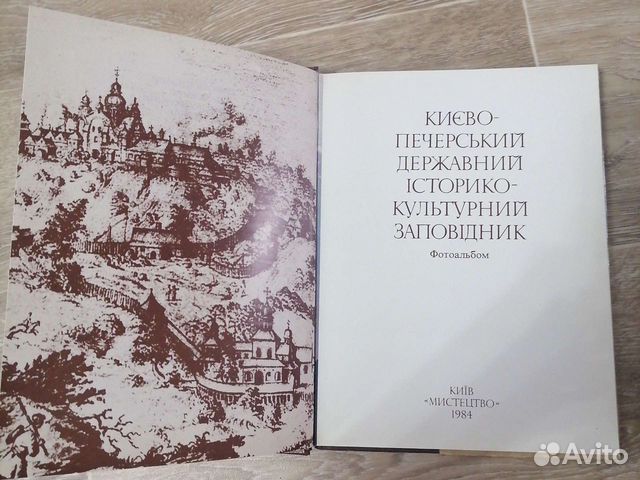 КИЄВО-
ПЕЧЕРСЬКИЙ
ДЕРЖАВНИЙ
ІСТОРИКО-
КУЛЬТУРНИЙ
ЗАПОВІДНИК
Фотоальбом
КИЇВ
«МИСТЕЦТВО»
1984
Avito